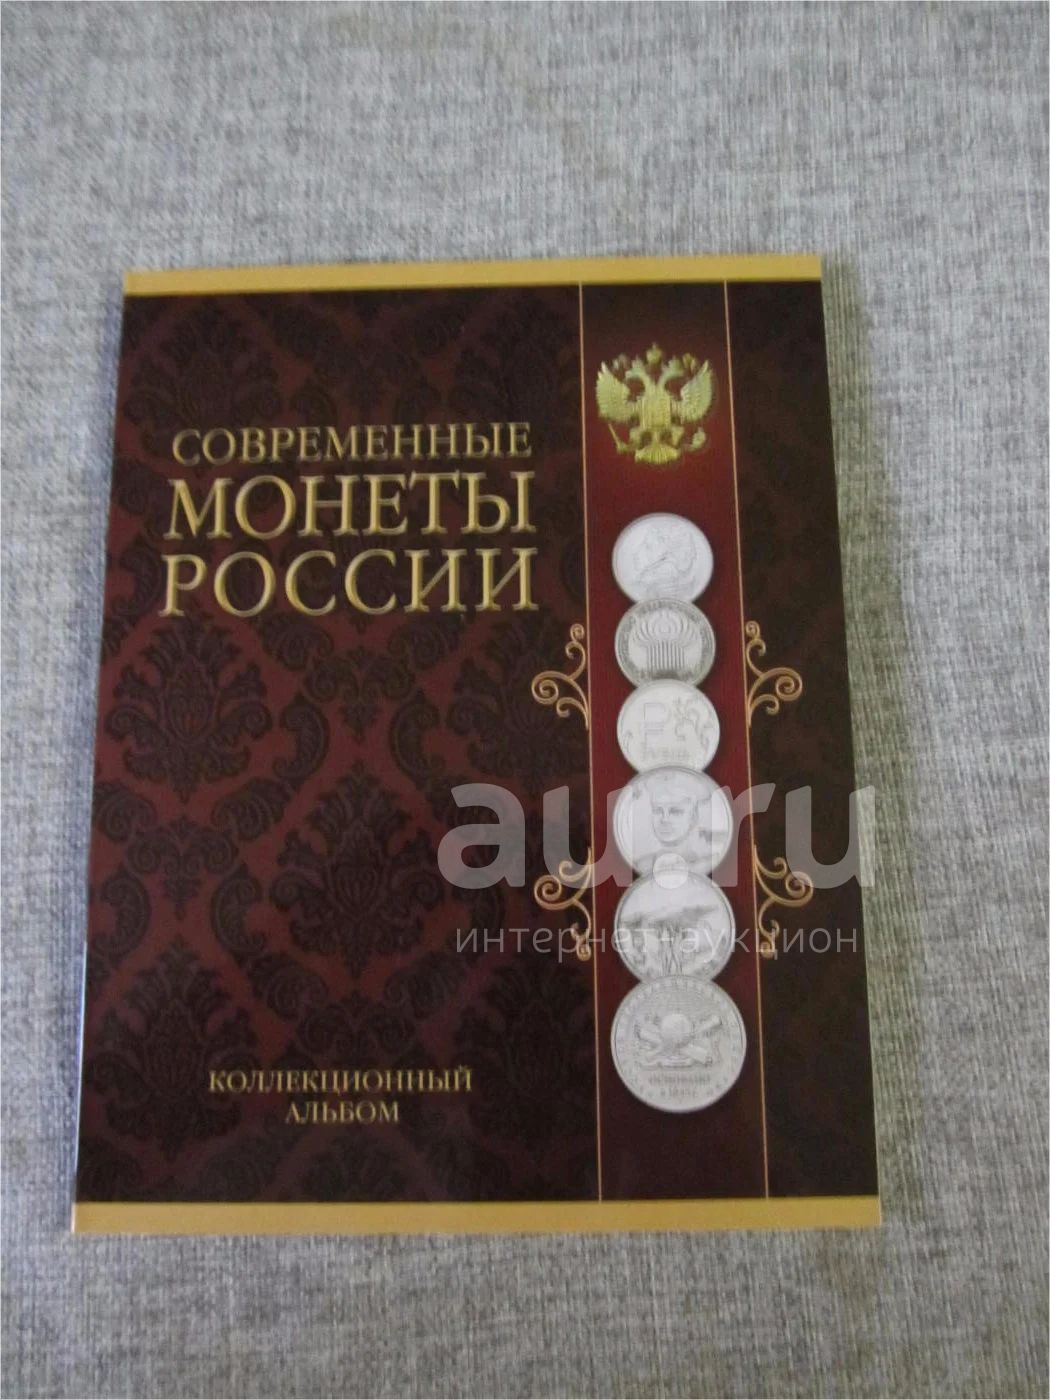 СОВРЕМЕННЫЕ
МОНЕТЫ
РОССИИ
au.ru
интернет-аукцион
КОЛЛЕКЦИОННЫЙ
АЛЬБОМ